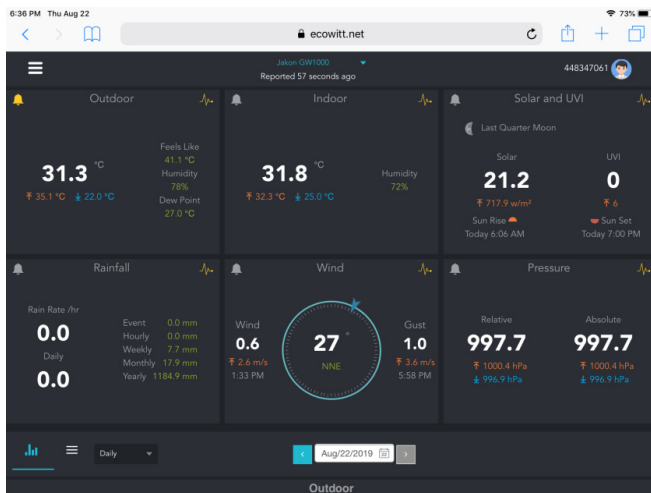 6:36 PM Thu Aug 22
73%
ecowitt.net
Jakon GW1000
Reported 57 seconds ago
448347061
Outdoor
31.3 °C
35.1 °C 22.0 °C
Feels Like
41.1 °C
Humidity
78%
Dew Point
27.0 °C
Indoor
31.8 °C
32.3 °C 25.0 °C
Humidity
72%
Solar and UVI
Last Quarter Moon
Solar
21.2
717.9 w/m²
UVI
0
6
Sun Rise
Today 6:06 AM
Sun Set
Today 7:00 PM
Rainfall
Rain Rate /hr
0.0
Daily
0.0
Event 0.0 mm
Hourly 0.0 mm
Weekly 7.7 mm
Monthly 17.9 mm
Yearly 1184.9 mm
Wind
Wind
0.6
2.6 m/s
1:33 PM
27 °
NNE
Gust
1.0
3.6 m/s
5:58 PM
Pressure
Relative
997.7
1000.4 hPa
996.9 hPa
Absolute
997.7
1000.4 hPa
996.9 hPa
Daily
Aug/22/2019
Outdoor